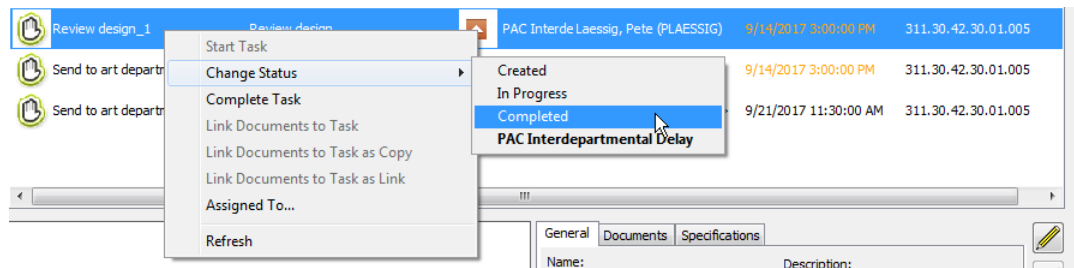 Review design_1 Review design PAC Interde Laessig, Pete (PLAESSIG) 9/14/2017 3:00:00 PM 311.30.42.30.01.005
Start Task
Send to art departr Change Status Created 9/14/2017 3:00:00 PM 311.30.42.30.01.005
In Progress
Complete Task
Send to art departr Completed 9/21/2017 11:30:00 AM 311.30.42.30.01.005
Link Documents to Task
PAC Interdepartmental Delay
Link Documents to Task as Copy
Link Documents to Task as Link
Assigned To...
Refresh
General Documents Specifications
Name: Description: